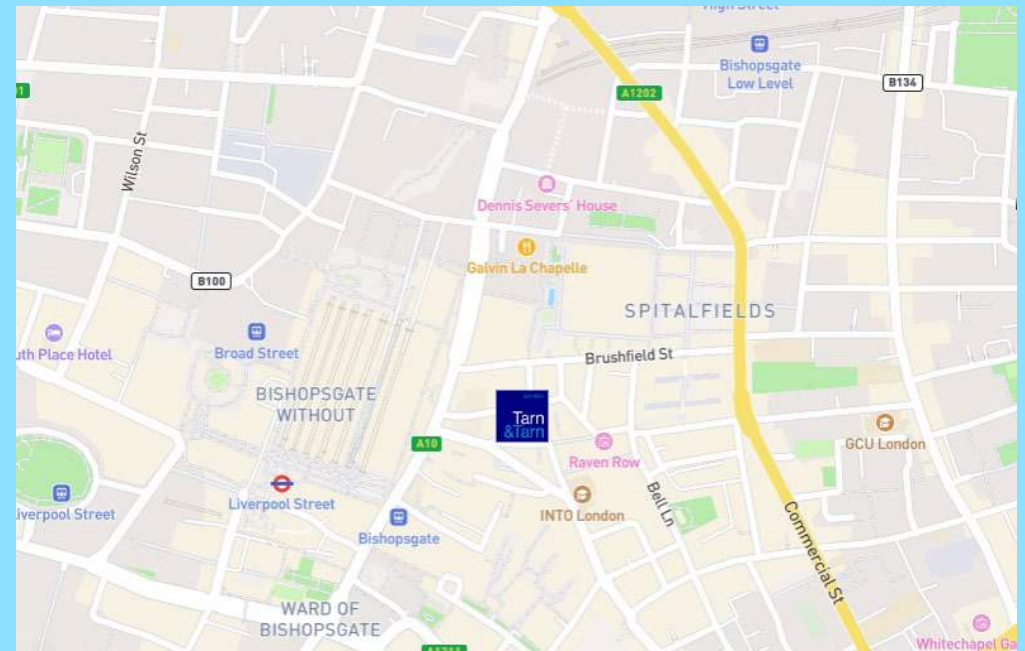 High Street
Bishopsgate
Low Level
A1202
B134
Wilson St
Dennis Severs' House
Galvin La Chapelle
B100
SPITALFIELDS
uth Place Hotel
Broad Street
Brushfield St
BISHOPSGATE
WITHOUT
Tarn
&Tarn
A10
Raven Row
GCU London
Liverpool Street
iverpool Street
INTO London
Bell Ln
Bishopsgate
Commercial St
WARD OF
BISHOPSGATE
Whitechapel Ga